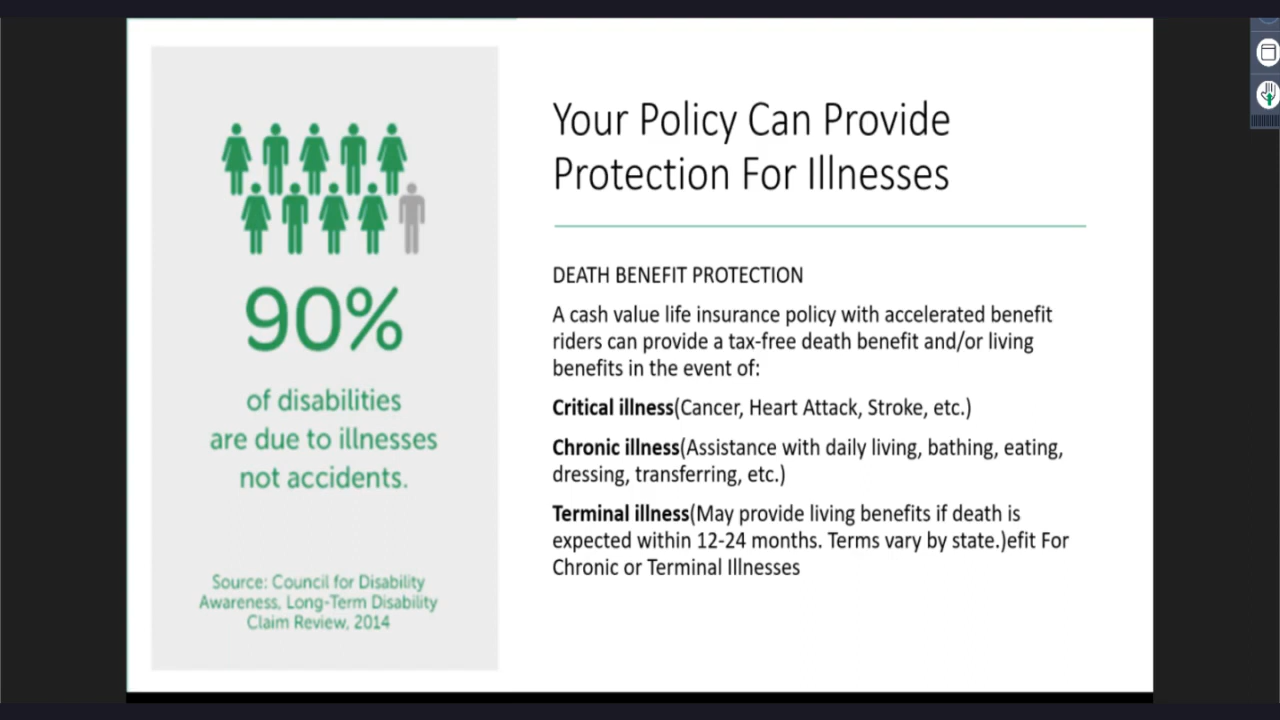 90%
of disabilities
are due to illnesses
not accidents.
Source: Council for Disability
Awareness, Long-Term Disability
Claim Review, 2014
Your Policy Can Provide
Protection For Illnesses
DEATH BENEFIT PROTECTION
A cash value life insurance policy with accelerated benefit
riders can provide a tax-free death benefit and/or living
benefits in the event of:
Critical illness(Cancer, Heart Attack, Stroke, etc.)
Chronic illness(Assistance with daily living, bathing, eating,
dressing, transferring, etc.)
Terminal illness(May provide living benefits if death is
expected within 12-24 months. Terms vary by state.)efit For
Chronic or Terminal Illnesses